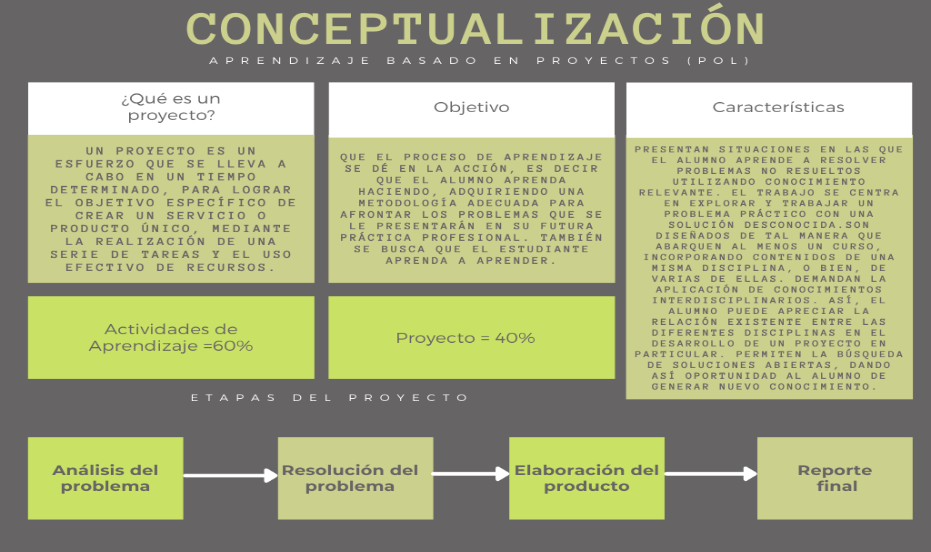 CONCEPTUALIZACIÓN
APRENDIZAJE BASADO EN PROYECTOS (POL)
¿Qué es un
proyecto?
UN PROYECTO ES UN
ESFUERZO QUE SE LLEVA A
CABO EN UN TIEMPO
DETERMINADO, PARA LOGRAR
EL OBJETIVO ESPECÍFICO DE
CREAR UN SERVICIO O
PRODUCTO ÚNICO, MEDIANTE
LA REALIZACIÓN DE UNA
SERIE DE TAREAS Y EL USO
EFECTIVO DE RECURSOS.
Objetivo
QUE EL PROCESO DE APRENDIZAJE
SE DÉ EN LA ACCIÓN, ES DECIR
QUE EL ALUMNO APRENDA
HACIENDO, ADQUIRIENDO UNA
METODOLOGÍA ADECUADA PARA
AFRONTAR LOS PROBLEMAS QUE SE
LE PRESENTARÁN EN SU FUTURA
PRÁCTICA PROFESIONAL. TAMBIÉN
SE BUSCA QUE EL ESTUDIANTE
APRENDA A APRENDER.
Características
PRESENTAN SITUACIONES EN LAS QUE
EL ALUMNO APRENDE A RESOLVER
PROBLEMAS NO RESUELTOS
UTILIZANDO CONOCIMIENTO
RELEVANTE. EL TRABAJO SE CENTRA
EN EXPLORAR Y TRABAJAR UN
PROBLEMA PRÁCTICO CON UNA
SOLUCIÓN DESCONOCIDA.SON
DISEÑADOS DE TAL MANERA QUE
ABARQUEN AL MENOS UN CURSO,
INCORPORANDO CONTENIDOS DE UNA
MISMA DISCIPLINA, O BIEN, DE
VARIAS DE ELLAS. DEMANDAN LA
APLICACIÓN DE CONOCIMIENTOS
INTERDISCIPLINARIOS. ASÍ, EL
ALUMNO PUEDE APRECIAR LA
RELACIÓN EXISTENTE ENTRE LAS
DIFERENTES DISCIPLINAS EN EL
DESARROLLO DE UN PROYECTO EN
PARTICULAR. PERMITEN LA BÚSQUEDA
DE SOLUCIONES ABIERTAS, DANDO
ASÍ OPORTUNIDAD AL ALUMNO DE
GENERAR NUEVO CONOCIMIENTO.
Actividades de
Aprendizaje =60%
Proyecto = 40%
ETAPAS DEL PROYECTO
Análisis del
problema
Resolución del
problema
Elaboración del
producto
Reporte
final